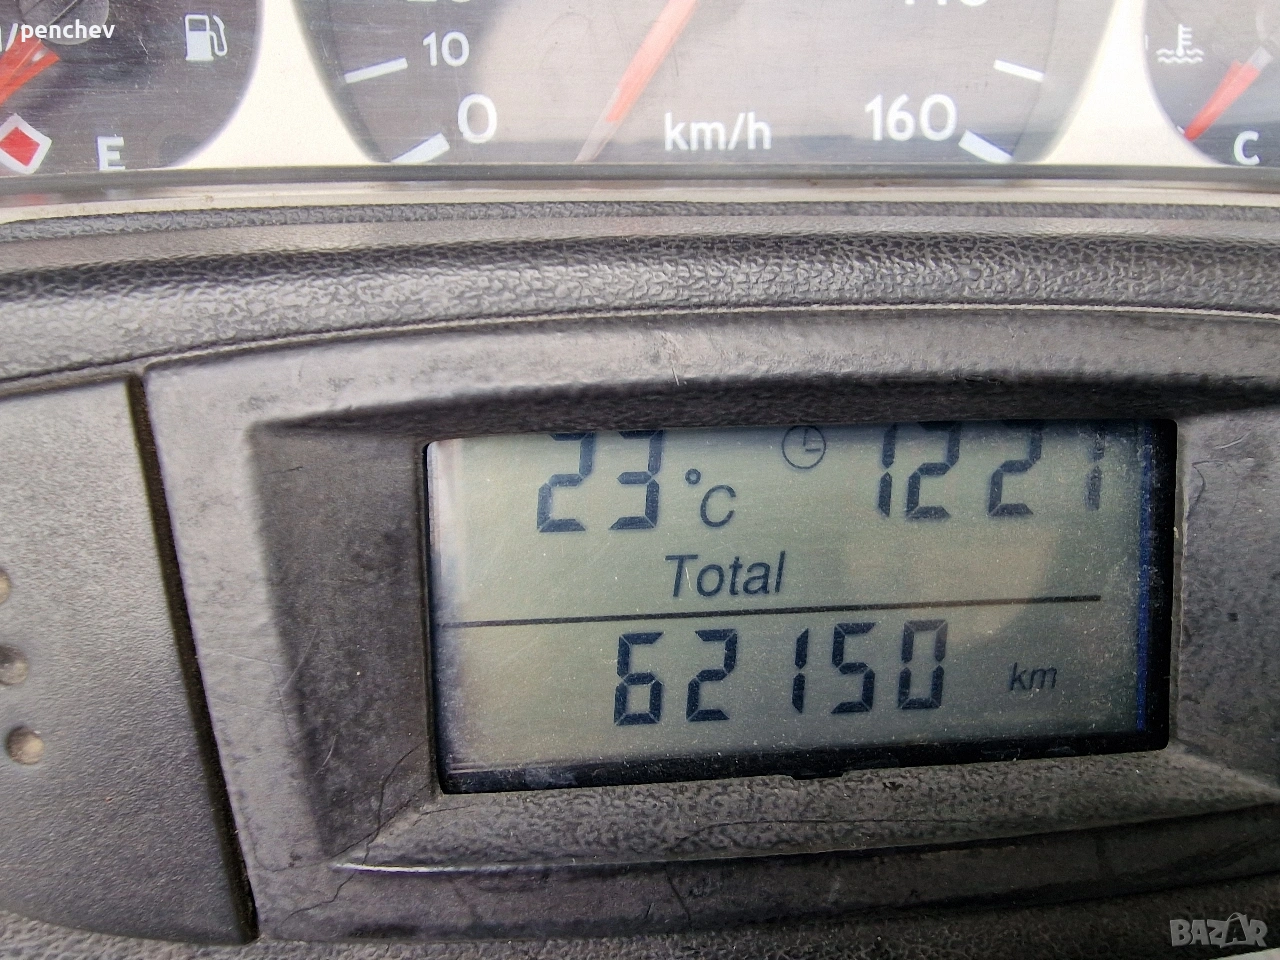 penchev
10
0
km/h
160
E
C
23 °C 1221
Total
62150 km
BAZAR